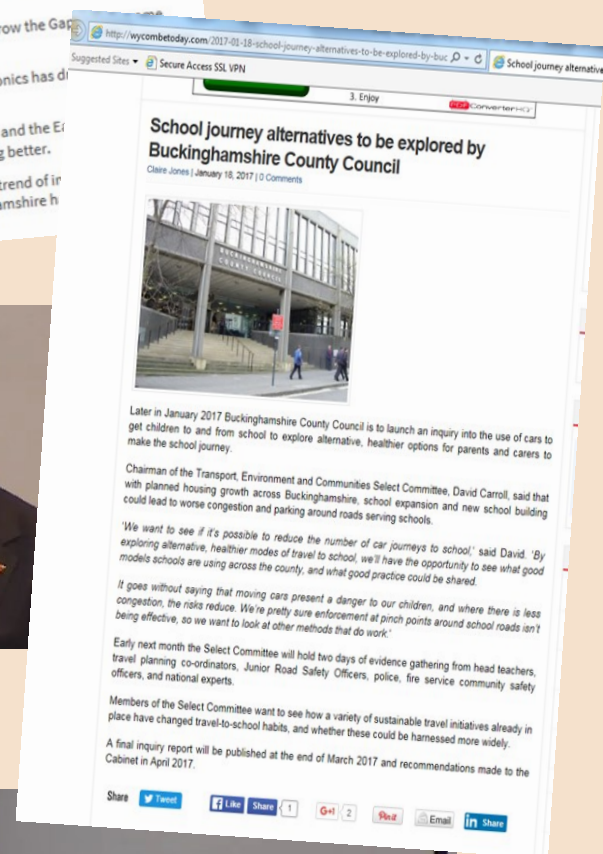 row the Gap
onics has
and the
g better.
trend of
amshire h
http://wycombetoday.com/2017-01-18-school-journey-alternatives-to-be-explored-by-buc
School journey alternative
Suggested Sites
Secure Access SSL VPN
3. Enjoy
PDF ConverterHQ
School journey alternatives to be explored by
Buckinghamshire County Council
Claire Jones | January 18, 2017 | 0 Comments
BUCKINGHAMSHIRE
COUNTY COUNCIL
Later in January 2017 Buckinghamshire County Council is to launch an inquiry into the use of cars to
get children to and from school to explore alternative, healthier options for parents and carers to
make the school journey.
Chairman of the Transport, Environment and Communities Select Committee, David Carroll, said that
with planned housing growth across Buckinghamshire, school expansion and new school building
could lead to worse congestion and parking around roads serving schools.
'We want to see if it's possible to reduce the number of car journeys to school,' said David. 'By
exploring alternative, healthier modes of travel to school, we'll have the opportunity to see what good
models schools are using across the county, and what good practice could be shared.
It goes without saying that moving cars present a danger to our children, and where there is less
congestion, the risks reduce. We're pretty sure enforcement at pinch points around school roads isn't
being effective, so we want to look at other methods that do work.'
Early next month the Select Committee will hold two days of evidence gathering from head teachers,
travel planning co-ordinators, Junior Road Safety Officers, police, fire service community safety
officers, and national experts.
Members of the Select Committee want to see how a variety of sustainable travel initiatives already in
place have changed travel-to-school habits, and whether these could be harnessed more widely.
A final inquiry report will be published at the end of March 2017 and recommendations made to the
Cabinet in April 2017.
Share Tweet Like Share 1 G+1 2 Pin it Email in Share